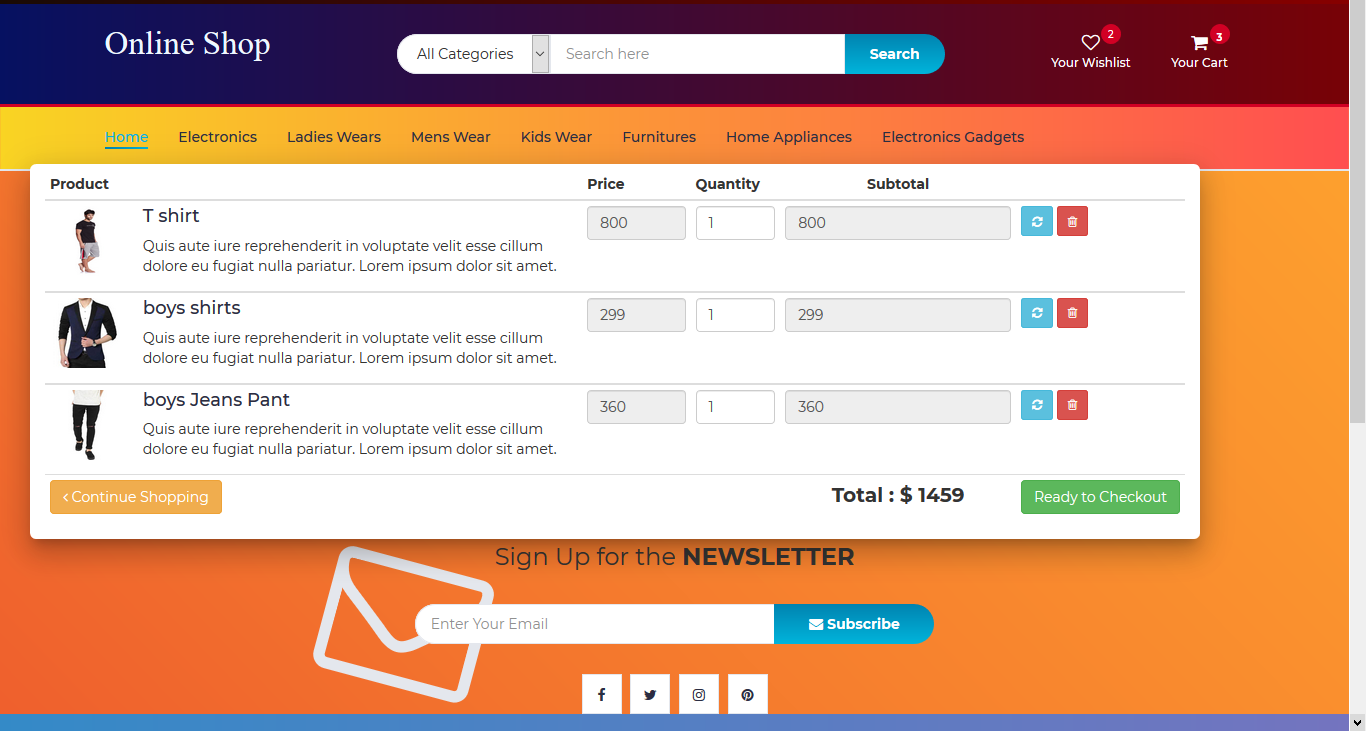 Online Shop
All Categories
Search here
Search
2
Your Wishlist
3
Your Cart
Home Electronics Ladies Wears Mens Wear Kids Wear Furnitures Home Appliances Electronics Gadgets
Product Price Quantity Subtotal
T shirt
Quis aute iure reprehenderit in voluptate velit esse cillum
dolore eu fugiat nulla pariatur. Lorem ipsum dolor sit amet.
800 1 800
boys shirts
Quis aute iure reprehenderit in voluptate velit esse cillum
dolore eu fugiat nulla pariatur. Lorem ipsum dolor sit amet.
299 1 299
boys Jeans Pant
Quis aute iure reprehenderit in voluptate velit esse cillum
dolore eu fugiat nulla pariatur. Lorem ipsum dolor sit amet.
360 1 360
Continue Shopping
Total : $ 1459
Ready to Checkout
Sign Up for the NEWSLETTER
Enter Your Email
Subscribe